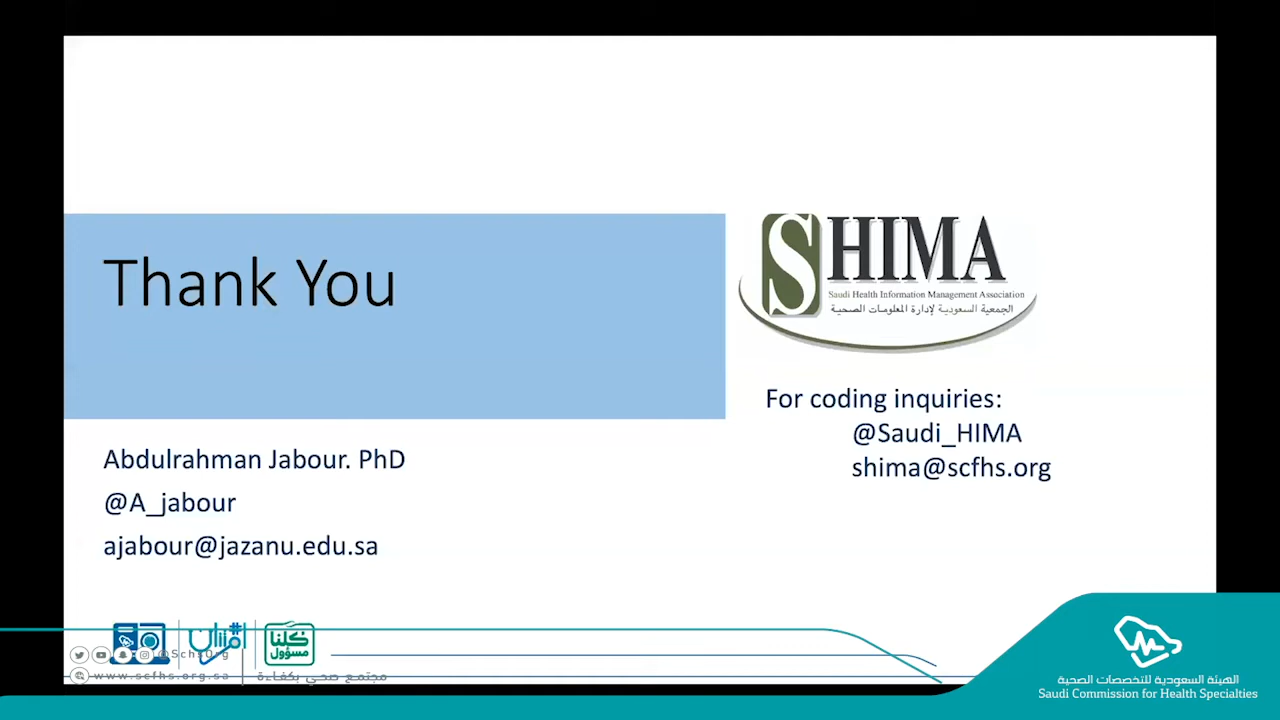 SHIMA
Saudi Health Information Management Association
الجمعية السعودية لإدارة المعلومات الصحية
Thank You
For coding inquiries:
@Saudi_HIMA
shima@scfhs.org
Abdulrahman Jabour. PhD
@A_jabour
ajabour@jazanu.edu.sa
كلنا
مسؤول
@SchsOrg
www.scfhs.org.sa
مجتمع صحي بكفاءة
الهيئة السعودية للتخصصات الصحية
Saudi Commission for Health Specialties